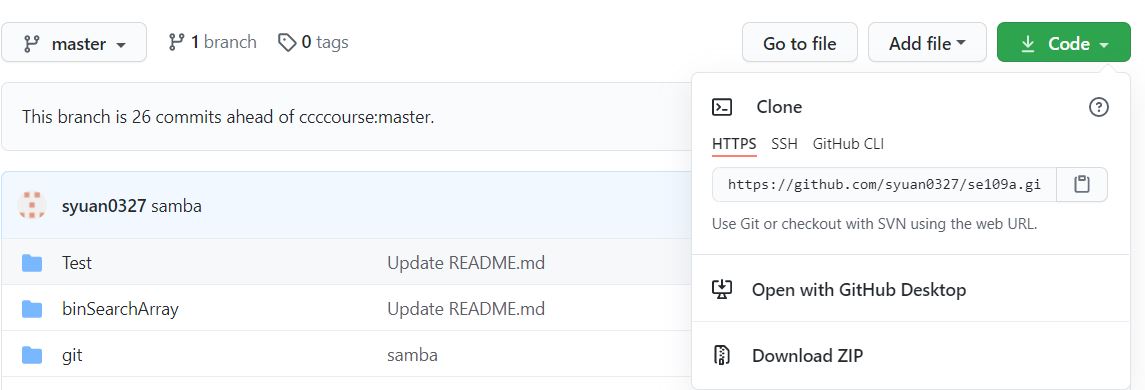 master 1 branch 0 tags Go to file Add file Code
This branch is 26 commits ahead of ccccourse:master.
syuan0327 samba
Test Update README.md
binSearchArray Update README.md
git samba
Clone
HTTPS SSH GitHub CLI
https://github.com/syuan0327/se109a.gi
Use Git or checkout with SVN using the web URL.
Open with GitHub Desktop
Download ZIP